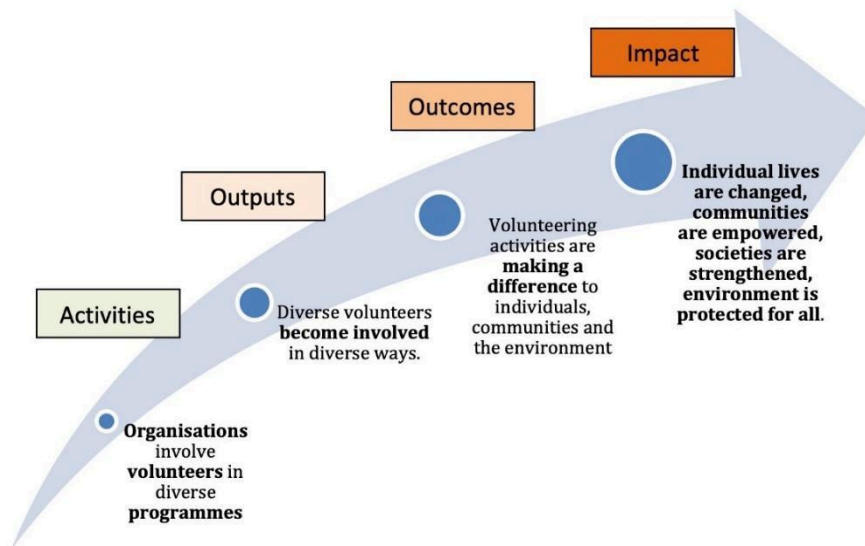 Activities
Organisations
involve
volunteers in
diverse
programmes
Outputs
Diverse volunteers
become involved
in diverse ways.
Outcomes
Volunteering
activities are
making a
difference to
individuals,
communities and
the environment
Impact
Individual lives
are changed,
communities
are empowered,
societies are
strengthened,
environment is
protected for all.